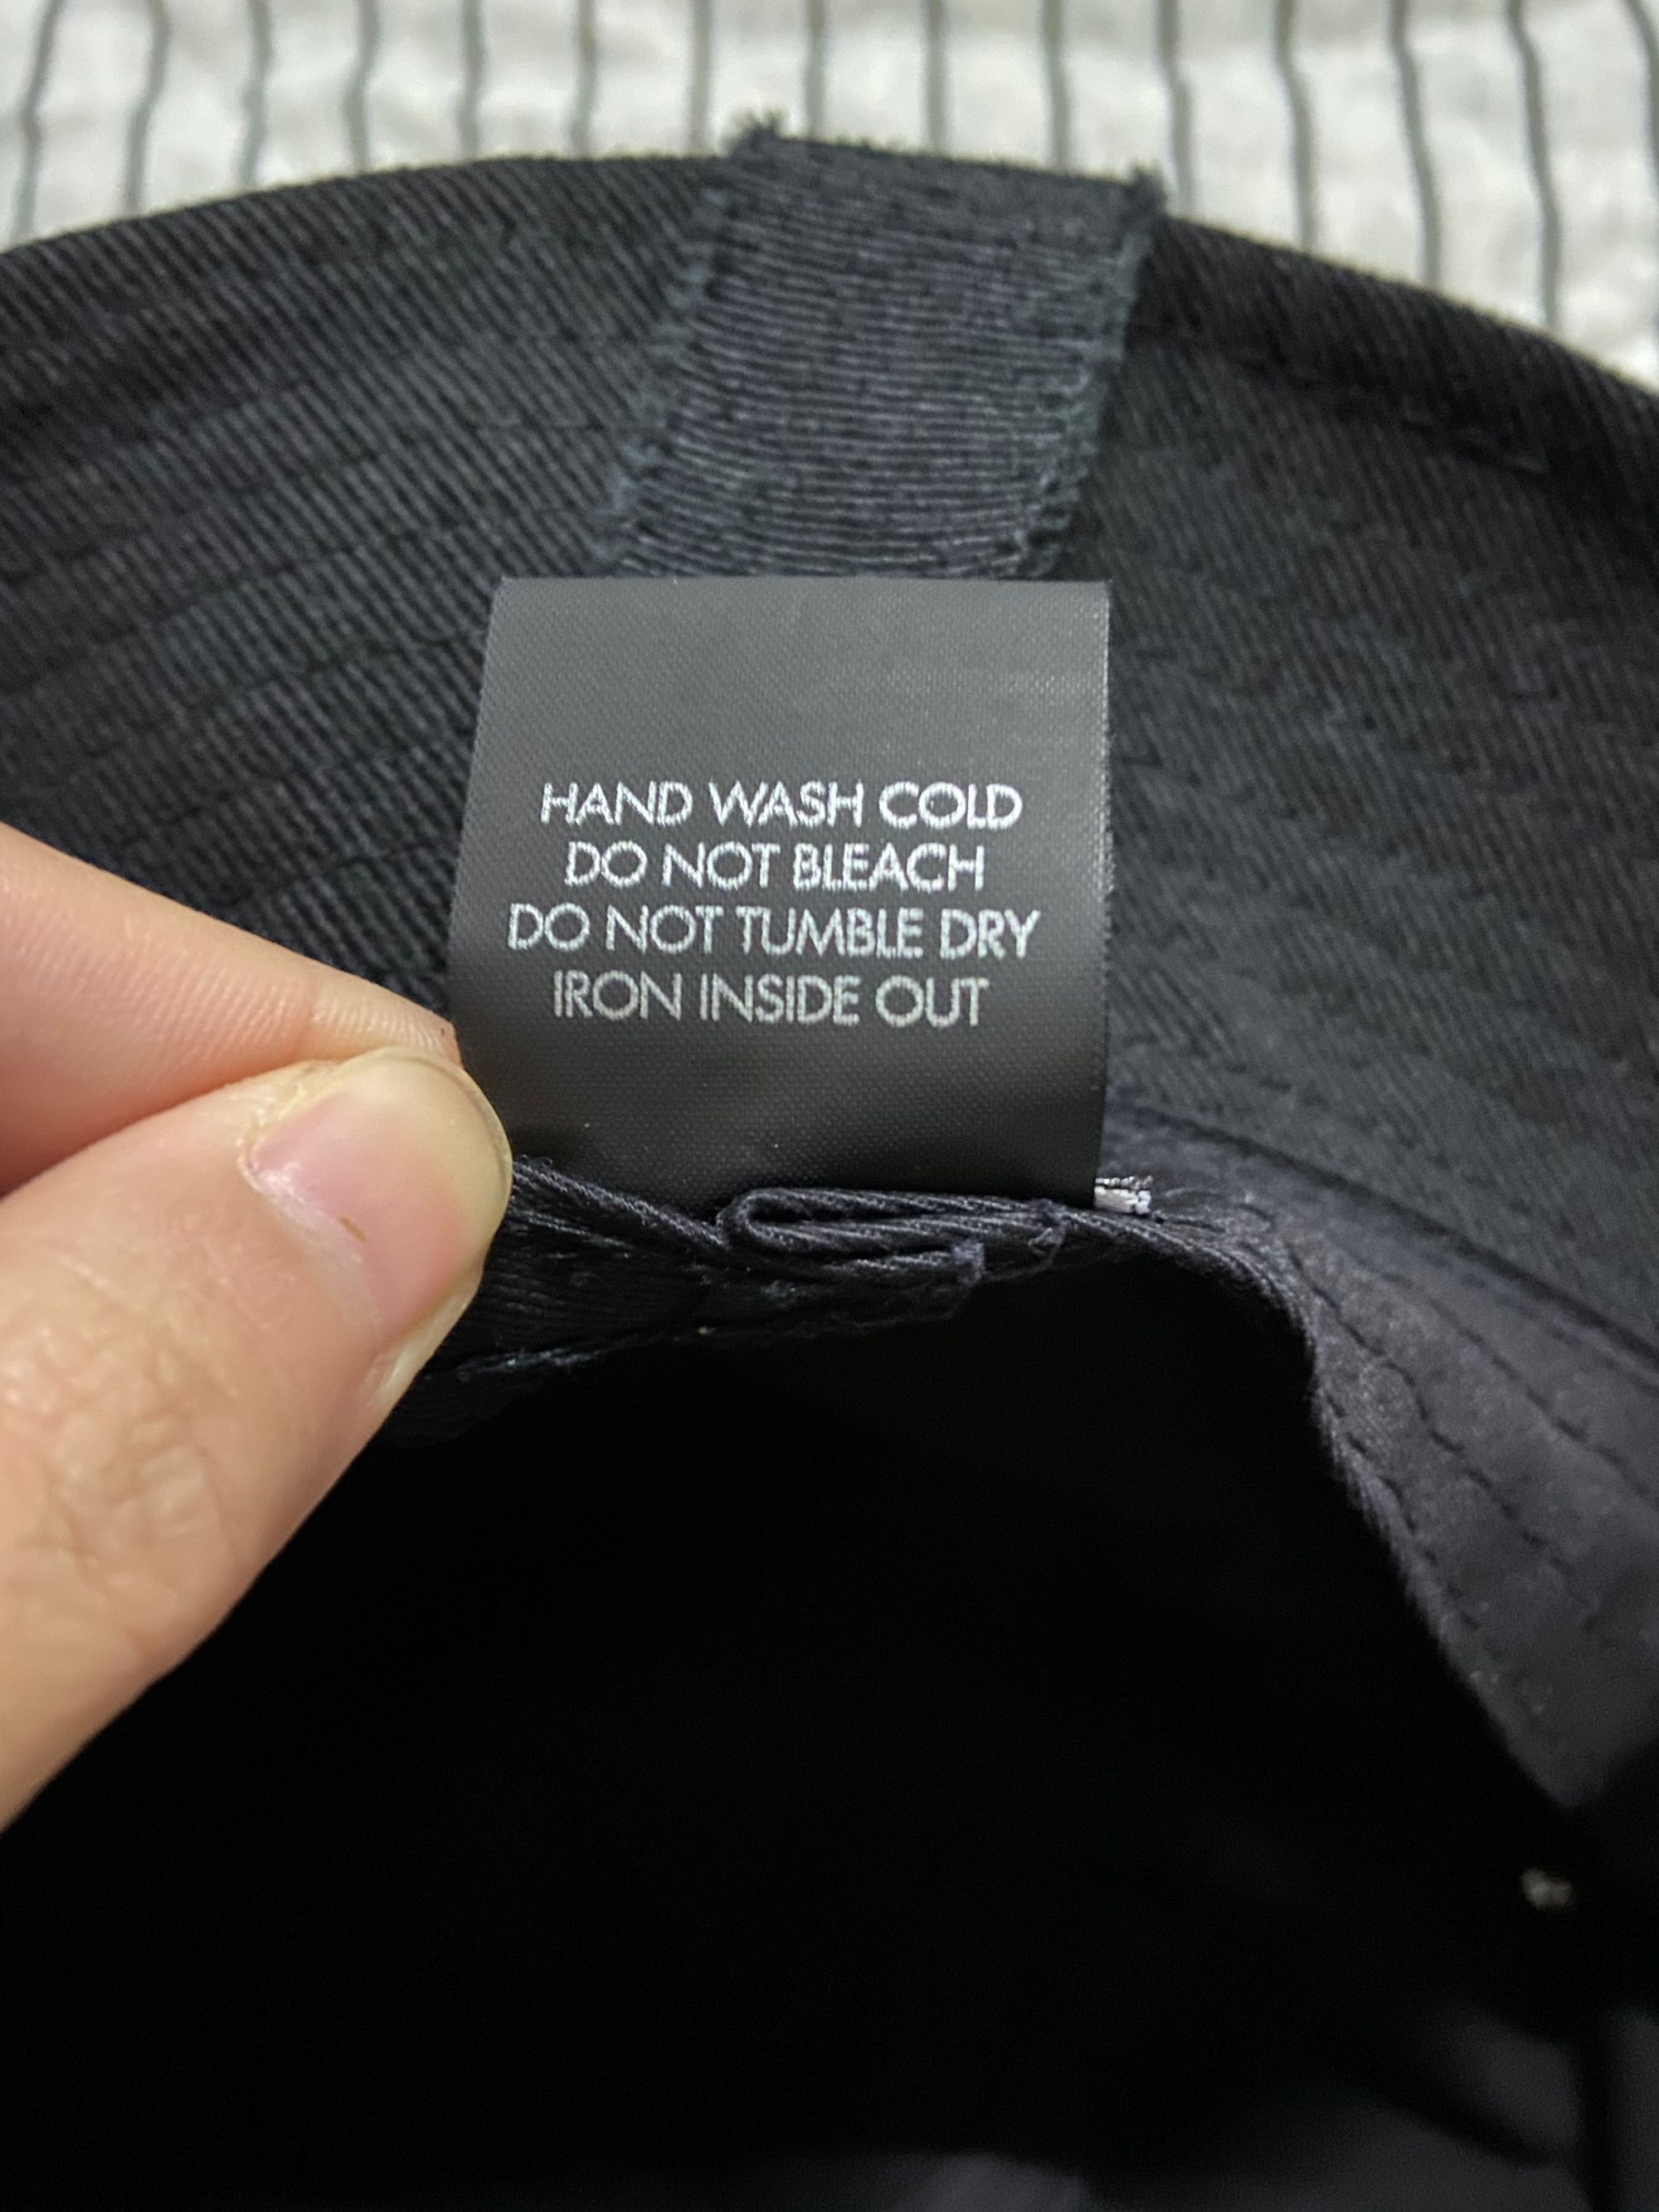 HAND WASH COLD
DO NOT BLEACH
DO NOT TUMBLE DRY
IRON INSIDE OUT